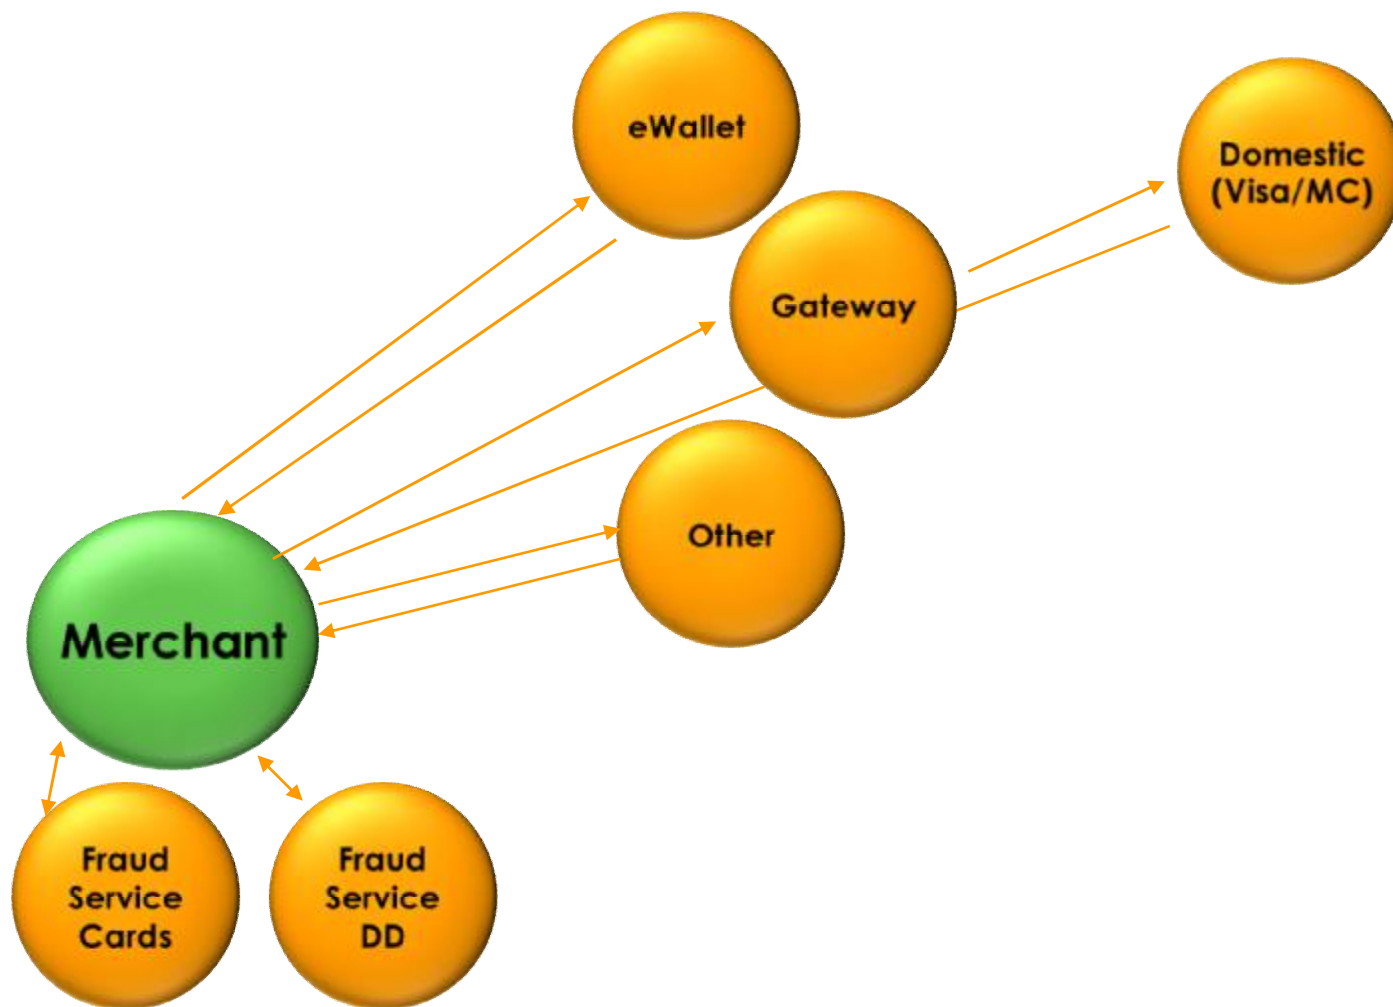 eWallet
Domestic
(Visa/MC)
Gateway
Other
Merchant
Fraud
Service
Cards
Fraud
Service
DD